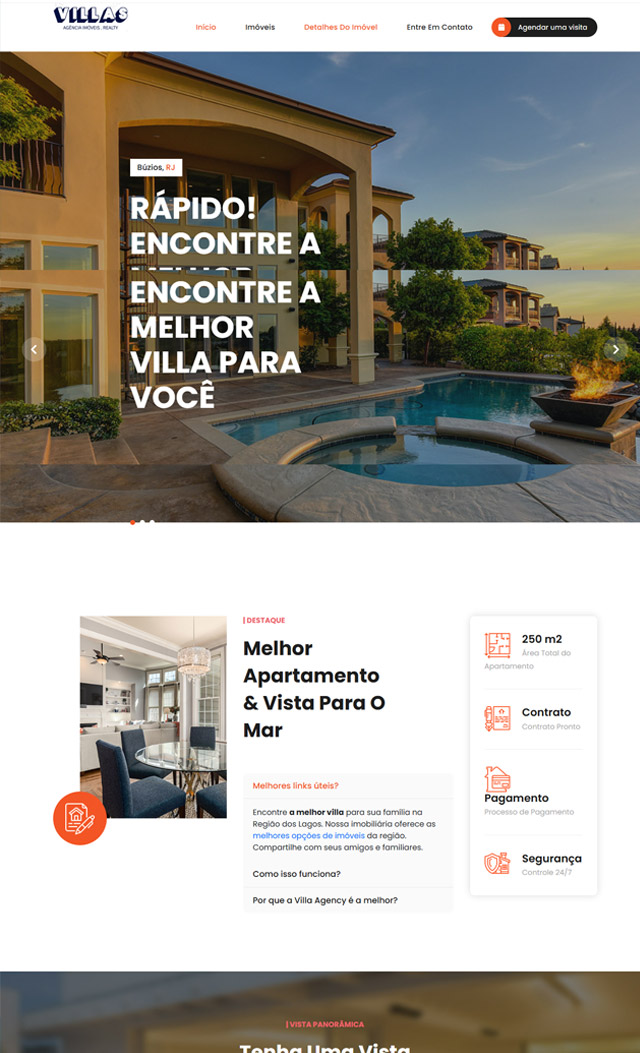 VILLAS
AGÊNCIA IMÓVEIS, REALTY
Início
Imóveis
Detalhes Do Imóvel
Entre Em Contato
Agendar uma visita
Búzios, RJ
RÁPIDO!
ENCONTRE A
MELHOR
ENCONTRE A
MELHOR
VILLA PARA
VOCÊ
| DESTAQUE
Melhor
Apartamento
& Vista Para O
Mar
Melhores links úteis?
Encontre a melhor villa para sua família na
Região dos Lagos. Nossa imobiliária oferece as
melhores opções de imóveis da região.
Compartilhe com seus amigos e familiares.
Como isso funciona?
Por que a Villa Agency é a melhor?
250 m2
Área Total do
Apartamento
Contrato
Contrato Pronto
Pagamento
Processo de Pagamento
Segurança
Controle 24/7
| VISTA PANORÂMICA
Tenha Uma Vista